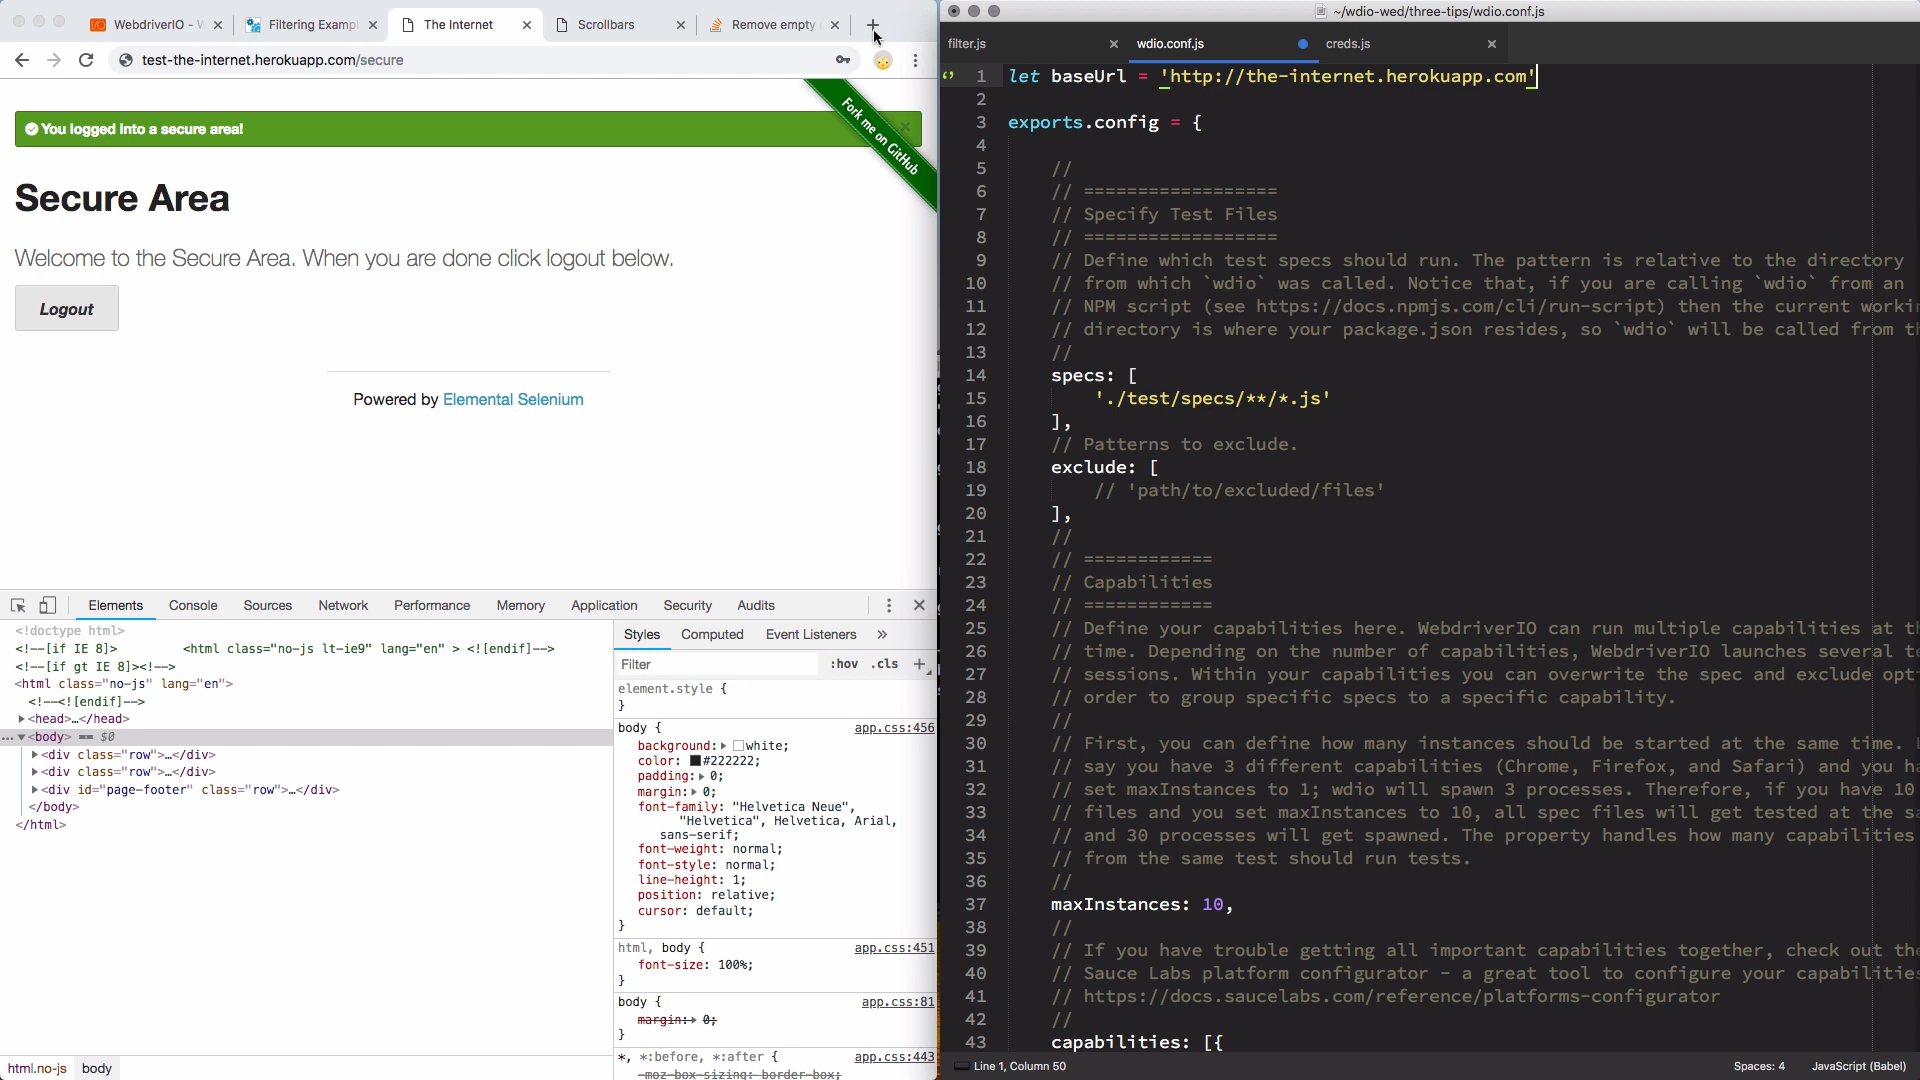 WebdriverIO - W
Filtering Exampl
The Internet
Scrollbars
Remove empty
test-the-internet.herokuapp.com/secure
Fork me on GitHub
You logged into a secure area!
Secure Area
Welcome to the Secure Area. When you are done click logout below.
Logout
Powered by Elemental Selenium
Elements Console Sources Network Performance Memory Application Security Audits
<!doctype html>
<!--[if IE 8]> <html class="no-js lt-ie9" lang="en" > <![endif]-->
<!--[if gt IE 8]><!-->
<html class="no-js" lang="en">
<!--<![endif]-->
<head>…</head>
<body> == $0
<div class="row">…</div>
<div class="row">…</div>
<div id="page-footer" class="row">…</div>
</body>
</html>
html.no-js body
Styles Computed Event Listeners »
Filter :hov .cls +
element.style {
}
body { app.css:456
background: white;
color: #222222;
padding: 0;
margin: 0;
font-family: "Helvetica Neue",
"Helvetica", Helvetica, Arial,
sans-serif;
font-weight: normal;
font-style: normal;
line-height: 1;
position: relative;
cursor: default;
}
html, body { app.css:451
font-size: 100%;
}
body { app.css:81
margin: 0;
}
*, *:before, *:after { app.css:443
-moz-box-sizing: border-box;
~/wdio-wed/three-tips/wdio.conf.js
filter.js
wdio.conf.js
creds.js
1 let baseUrl = 'http://the-internet.herokuapp.com'
2
3 exports.config = {
4
5 //
6 // ==================
7 // Specify Test Files
8 // ==================
9 // Define which test specs should run. The pattern is relative to the directory
10 // from which `wdio` was called. Notice that, if you are calling `wdio` from an
11 // NPM script (see https://docs.npmjs.com/cli/run-script) then the current worki
12 // directory is where your package.json resides, so `wdio` will be called from t
13 //
14 specs: [
15 './test/specs/**/*.js'
16 ],
17 // Patterns to exclude.
18 exclude: [
19 // 'path/to/excluded/files'
20 ],
21 //
22 // ============
23 // Capabilities
24 // ============
25 // Define your capabilities here. WebdriverIO can run multiple capabilities at t
26 // time. Depending on the number of capabilities, WebdriverIO launches several t
27 // sessions. Within your capabilities you can overwrite the spec and exclude opt
28 // order to group specific specs to a specific capability.
29 //
30 // First, you can define how many instances should be started at the same time.
31 // say you have 3 different capabilities (Chrome, Firefox, and Safari) and you ha
32 // set maxInstances to 1; wdio will spawn 3 processes. Therefore, if you have 10
33 // files and you set maxInstances to 10, all spec files will get tested at the sa
34 // and 30 processes will get spawned. The property handles how many capabilities
35 // from the same test should run tests.
36 //
37 maxInstances: 10,
38 //
39 // If you have trouble getting all important capabilities together, check out the
40 // Sauce Labs platform configurator - a great tool to configure your capabilities
41 // https://docs.saucelabs.com/reference/platforms-configurator
42 //
43 capabilities: [{
Line 1, Column 50
Spaces: 4
JavaScript (Babel)